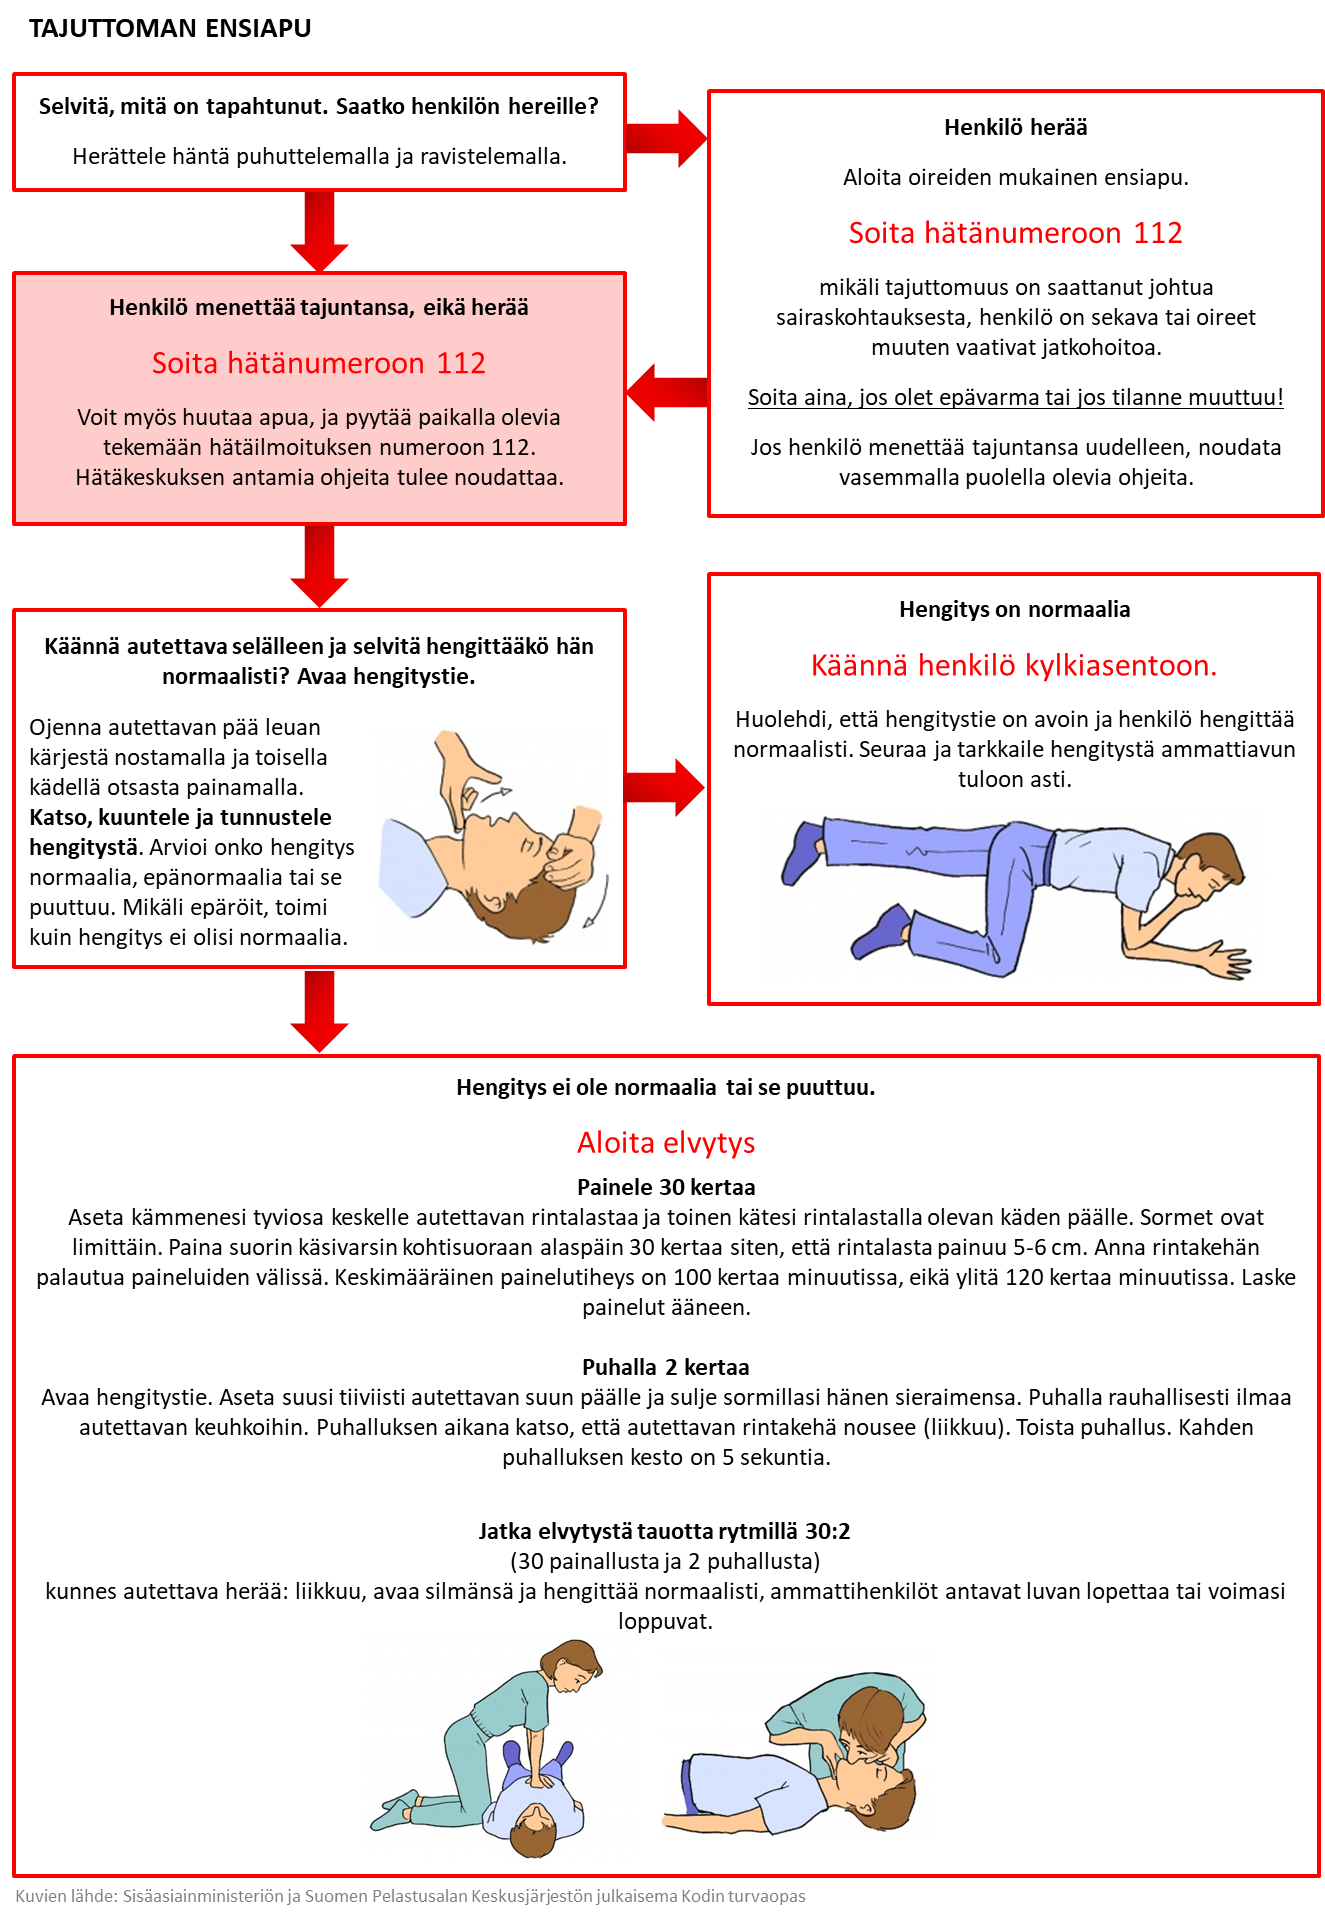 TAJUTTOMAN ENSIAPU
Selvitä, mitä on tapahtunut. Saatko henkilön hereille?
Herättele häntä puhuttelemalla ja ravistelemalla.
Henkilö herää
Aloita oireiden mukainen ensiapu.
Soita hätänumeroon 112
mikäli tajuttomuus on saattanut johtua
sairaskohtauksesta, henkilö on sekava tai oireet
muuten vaativat jatkohoitoa.
Soita aina, jos olet epävarma tai jos tilanne muuttuu!
Jos henkilö menettää tajuntansa uudelleen, noudata
vasemmalla puolella olevia ohjeita.
Henkilö menettää tajuntansa, eikä herää
Soita hätänumeroon 112
Voit myös huutaa apua, ja pyytää paikalla olevia
tekemään hätäilmoituksen numeroon 112.
Hätäkeskuksen antamia ohjeita tulee noudattaa.
Käännä autettava selälleen ja selvitä hengittääkö hän
normaalisti? Avaa hengitystie.
Ojenna autettavan pää leuan
kärjestä nostamalla ja toisella
kädellä otsasta painamalla.
Katso, kuuntele ja tunnustele
hengitystä. Arvioi onko hengitys
normaalia, epänormaalia tai se
puuttuu. Mikäli epäröit, toimi
kuin hengitys ei olisi normaalia.
Hengitys on normaalia
Käännä henkilö kylkiasentoon.
Huolehdi, että hengitystie on avoin ja henkilö hengittää
normaalisti. Seuraa ja tarkkaile hengitystä ammattiavun
tuloon asti.
Hengitys ei ole normaalia tai se puuttuu.
Aloita elvytys
Painele 30 kertaa
Aseta kämmenesi tyviosa keskelle autettavan rintalastaa ja toinen kätesi rintalastalla olevan käden päälle. Sormet ovat
limittäin. Paina suorin käsivarsin kohtisuoraan alaspäin 30 kertaa siten, että rintalasta painuu 5-6 cm. Anna rintakehän
palautua paineluiden välissä. Keskimääräinen painelutiheys on 100 kertaa minuutissa, eikä ylitä 120 kertaa minuutissa. Laske
painelut ääneen.
Puhalla 2 kertaa
Avaa hengitystie. Aseta suusi tiiviisti autettavan suun päälle ja sulje sormillasi hänen sieraimensa. Puhalla rauhallisesti ilmaa
autettavan keuhkoihin. Puhalluksen aikana katso, että autettavan rintakehä nousee (liikkuu). Toista puhallus. Kahden
puhalluksen kesto on 5 sekuntia.
Jatka elvytystä tauotta rytmillä 30:2
(30 painallusta ja 2 puhallusta)
kunnes autettava herää: liikkuu, avaa silmänsä ja hengittää normaalisti, ammattihenkilöt antavat luvan lopettaa tai voimasi
loppuvat.
Kuvien lähde: Sisäasiainministeriön ja Suomen Pelastusalan Keskusjärjestön julkaisema Kodin turvaopas